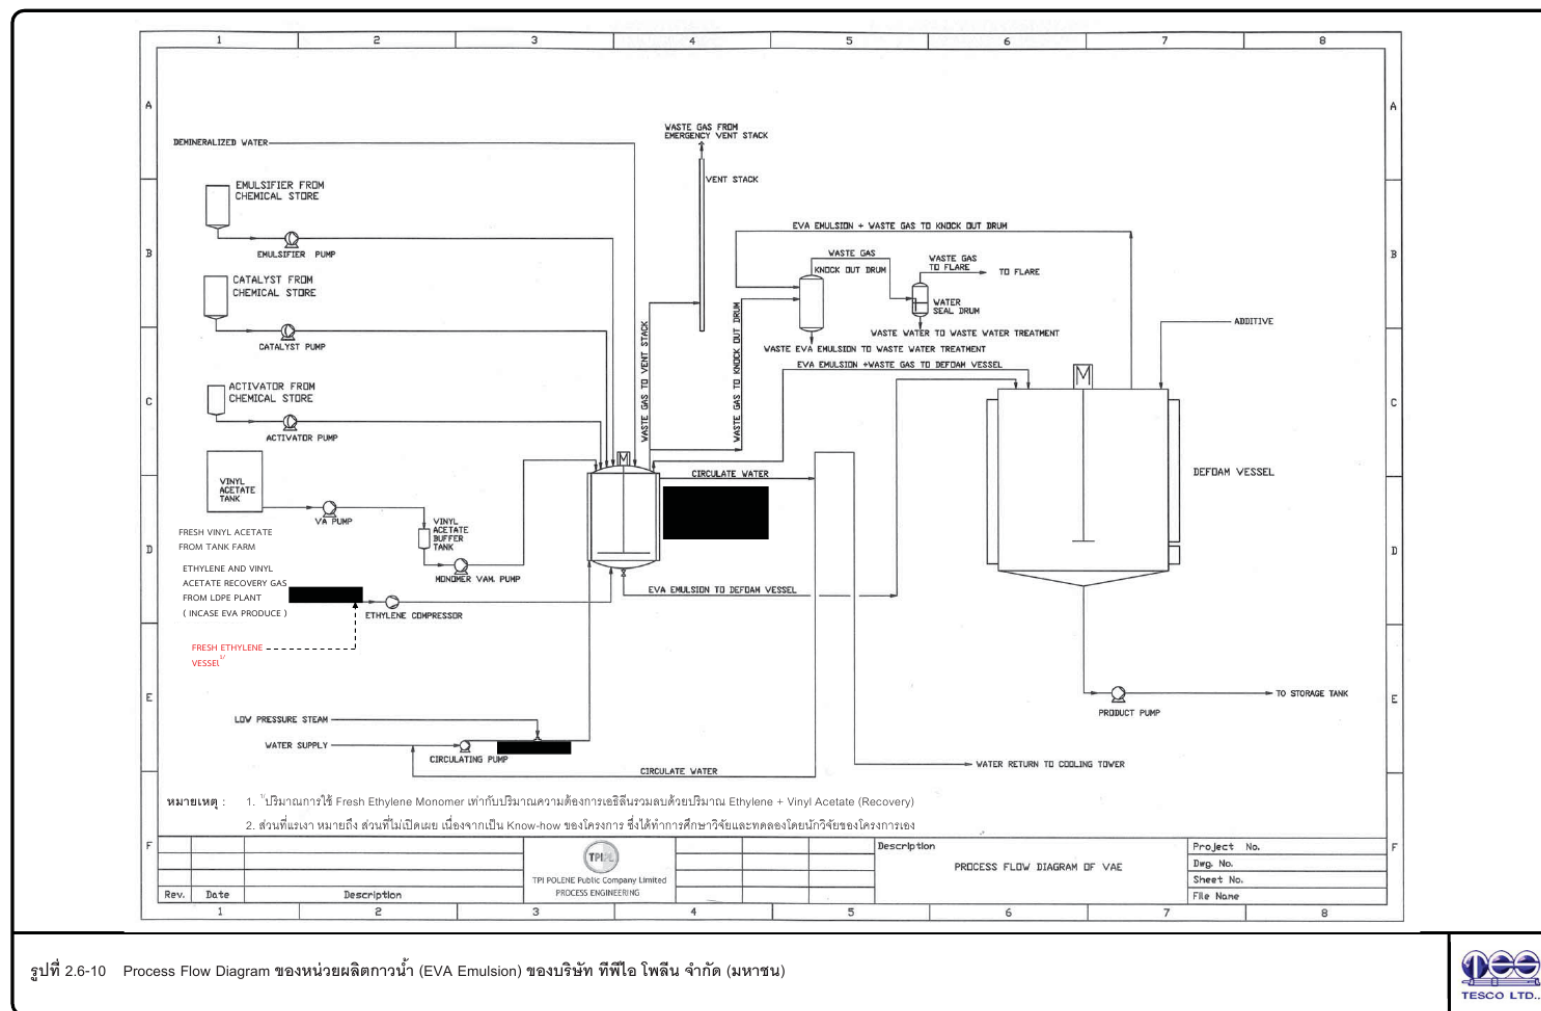 1 2 3 4 5 6 7 8
A A
B B
C C
D D
E E
F F
DEMINERALIZED WATER
WASTE GAS FROM
EMERGENCY VENT STACK
VENT STACK
EMULSIFIER FROM
CHEMICAL STORE
EMULSIFIER PUMP
EVA EMULSION + WASTE GAS TO KNOCK OUT DRUM
WASTE GAS
KNOCK OUT DRUM
WASTE GAS
TO FLARE
TO FLARE
WATER
SEAL DRUM
CATALYST FROM
CHEMICAL STORE
CATALYST PUMP
WASTE WATER TO WASTE WATER TREATMENT
WASTE EVA EMULSION TO WASTE WATER TREATMENT
ADDITIVE
EVA EMULSION +WASTE GAS TO DEFOAM VESSEL
WASTE GAS TO VENT STACK
WASTE GAS TO KNOCK OUT DRUM
ACTIVATOR FROM
CHEMICAL STORE
ACTIVATOR PUMP
M
M
CIRCULATE WATER
DEFOAM VESSEL
VINYL
ACETATE
TANK
VA PUMP
VINYL
ACETATE
BUFFER
TANK
FRESH VINYL ACETATE
FROM TANK FARM
MONOMER VAM. PUMP
ETHYLENE AND VINYL
ACETATE RECOVERY GAS
FROM LDPE PLANT
( INCASE EVA PRODUCE )
ETHYLENE COMPRESSOR
EVA EMULSION TO DEFOAM VESSEL
FRESH ETHYLENE
VESSEL 1/
LOW PRESSURE STEAM
WATER SUPPLY
CIRCULATING PUMP
CIRCULATE WATER
PRODUCT PUMP
TO STORAGE TANK
WATER RETURN TO COOLING TOWER
หมายเหตุ : 1. 1/ปริมาณการใช้ Fresh Ethylene Monomer เท่ากับปริมาณความต้องการเอธิลีนรวมลบด้วยปริมาณ Ethylene + Vinyl Acetate (Recovery)
2. ส่วนที่แรเงา หมายถึง ส่วนที่ไม่เปิดเผย เนื่องจากเป็น Know-how ของโครงการ ซึ่งได้ทำการศึกษาวิจัยและทดลองโดยนักวิจัยของโครงการเอง
Rev. Date Description
TPIPL
TPI POLENE Public Company Limited
PROCESS ENGINEERING
Description
PROCESS FLOW DIAGRAM OF VAE
Project No.
Dwg. No.
Sheet No.
File Name
1 2 3 4 5 6 7 8
รูปที่ 2.6-10 Process Flow Diagram ของหน่วยผลิตกาวน้ำ (EVA Emulsion) ของบริษัท ทีพีไอ โพลีน จำกัด (มหาชน)
TESCO LTD.,